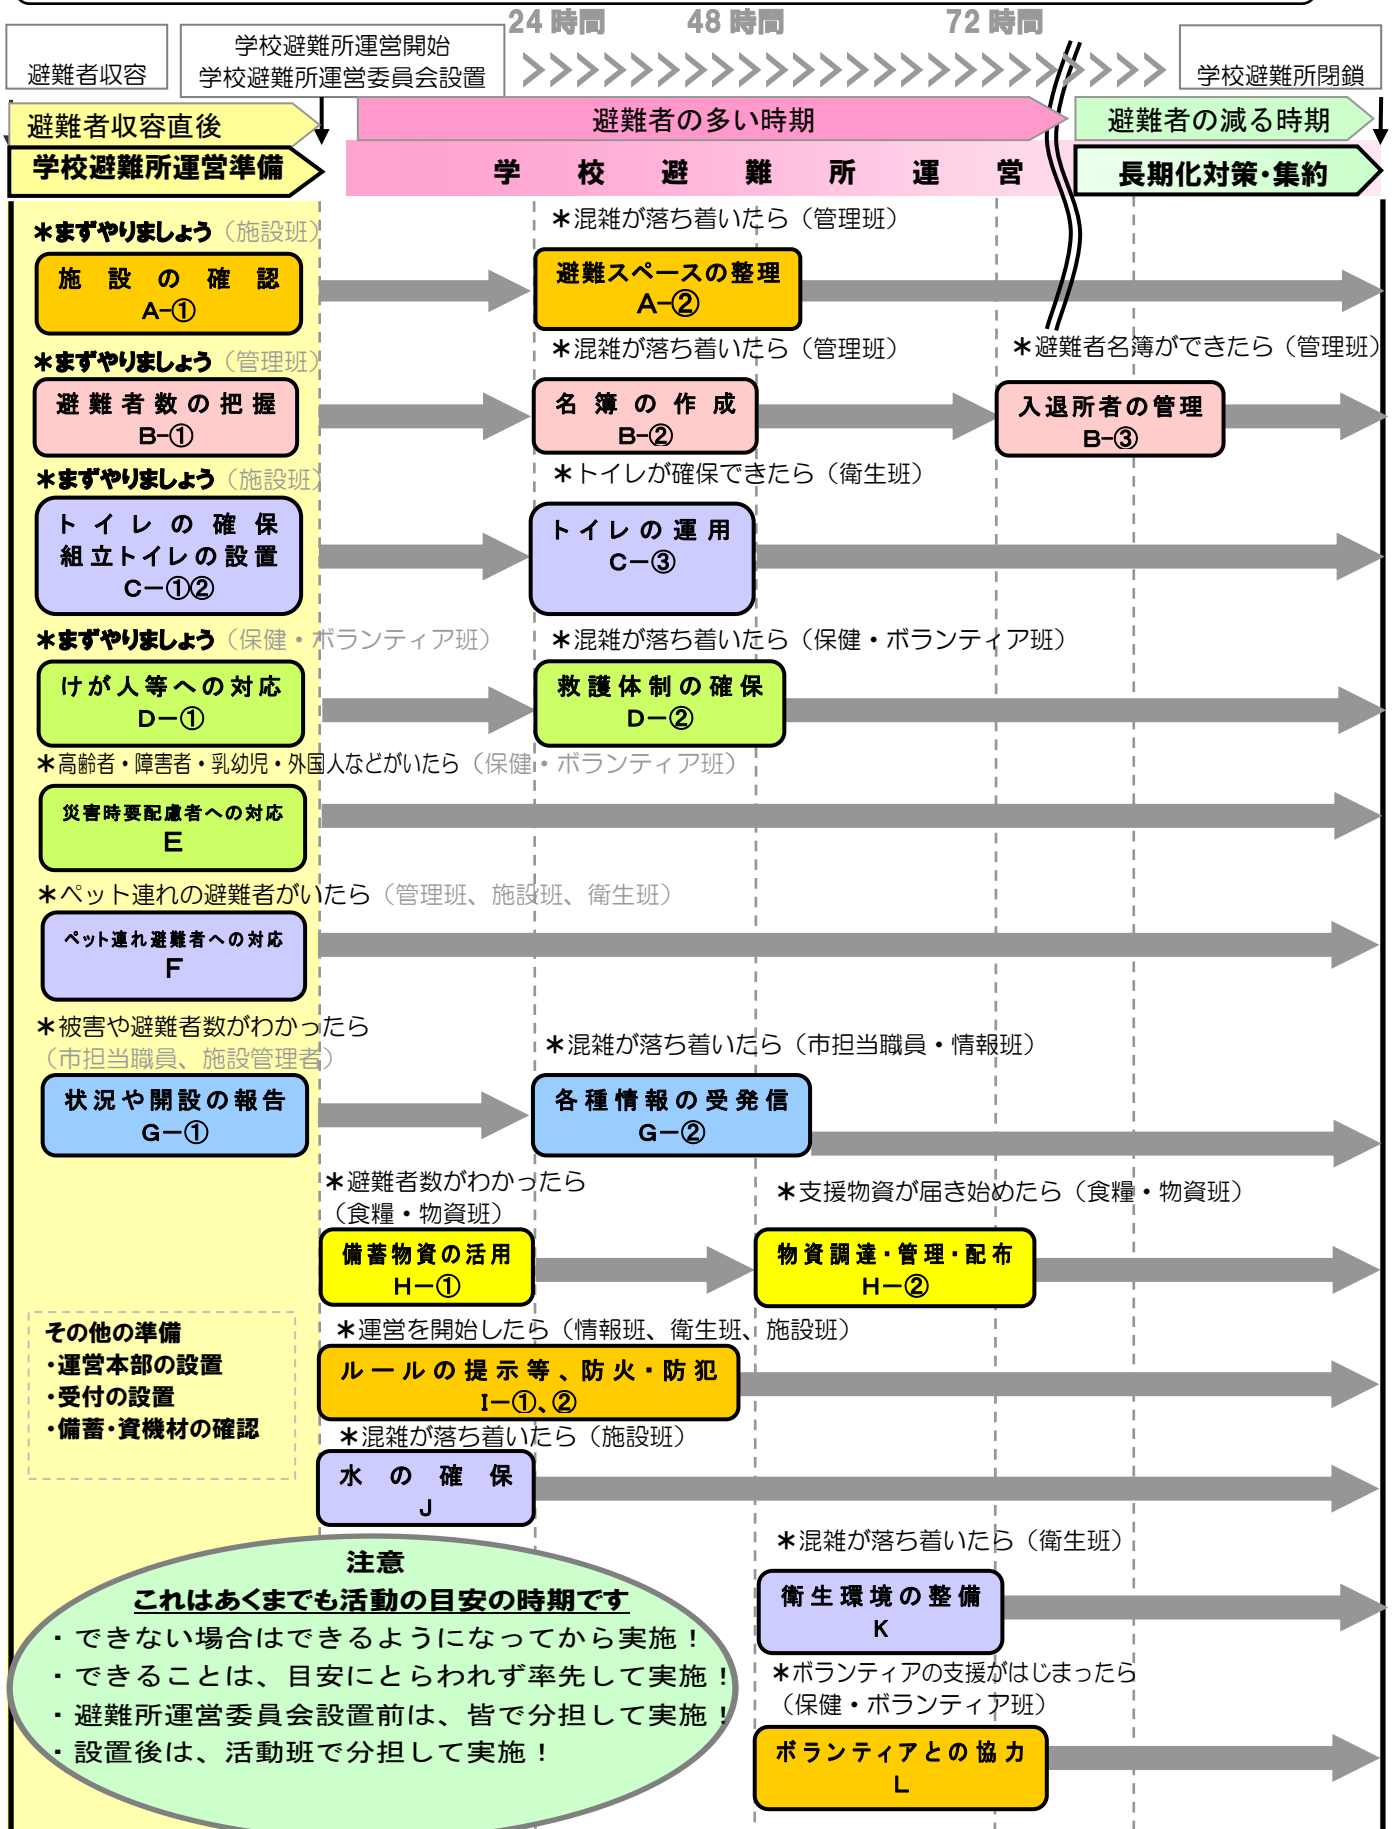 24 時間 48 時間 72 時間
避難者収容
学校避難所運営開始
学校避難所運営委員会設置
学校避難所閉鎖
避難者収容直後
避難者の多い時期
避難者の減る時期
学校避難所運営準備
学校避難所運営
長期化対策・集約
*まずやりましょう（施設班）
施設の確認
A-①
*混雑が落ち着いたら（管理班）
避難スペースの整理
A-②
*まずやりましょう（管理班）
避難者数の把握
B-①
*混雑が落ち着いたら（管理班）
名簿の作成
B-②
*避難者名簿ができたら（管理班）
入退所者の管理
B-③
*まずやりましょう（施設班）
トイレの確保
組立トイレの設置
C－①②
*トイレが確保できたら（衛生班）
トイレの運用
C－③
*まずやりましょう（保健・ボランティア班）
けが人等への対応
D－①
*混雑が落ち着いたら（保健・ボランティア班）
救護体制の確保
D－②
*高齢者・障害者・乳幼児・外国人などがいたら（保健・ボランティア班）
災害時要配慮者への対応
E
*ペット連れの避難者がいたら（管理班、施設班、衛生班）
ペット連れ避難者への対応
F
*被害や避難者数がわかったら
（市担当職員、施設管理者）
状況や開設の報告
G－①
*混雑が落ち着いたら（市担当職員・情報班）
各種情報の受発信
G－②
*避難者数がわかったら
（食糧・物資班）
備蓄物資の活用
H－①
*支援物資が届き始めたら（食糧・物資班）
物資調達・管理・配布
H－②
その他の準備
・運営本部の設置
・受付の設置
・備蓄・資機材の確認
*運営を開始したら（情報班、衛生班、施設班）
ルールの提示等、防火・防犯
I－①、②
*混雑が落ち着いたら（施設班）
水の確保
J
*混雑が落ち着いたら（衛生班）
衛生環境の整備
K
*ボランティアの支援がはじまったら
（保健・ボランティア班）
ボランティアとの協力
L
注意
これはあくまでも活動の目安の時期です
・できない場合はできるようになってから実施！
・できることは、目安にとらわれず率先して実施！
・避難所運営委員会設置前は、皆で分担して実施！
・設置後は、活動班で分担して実施！